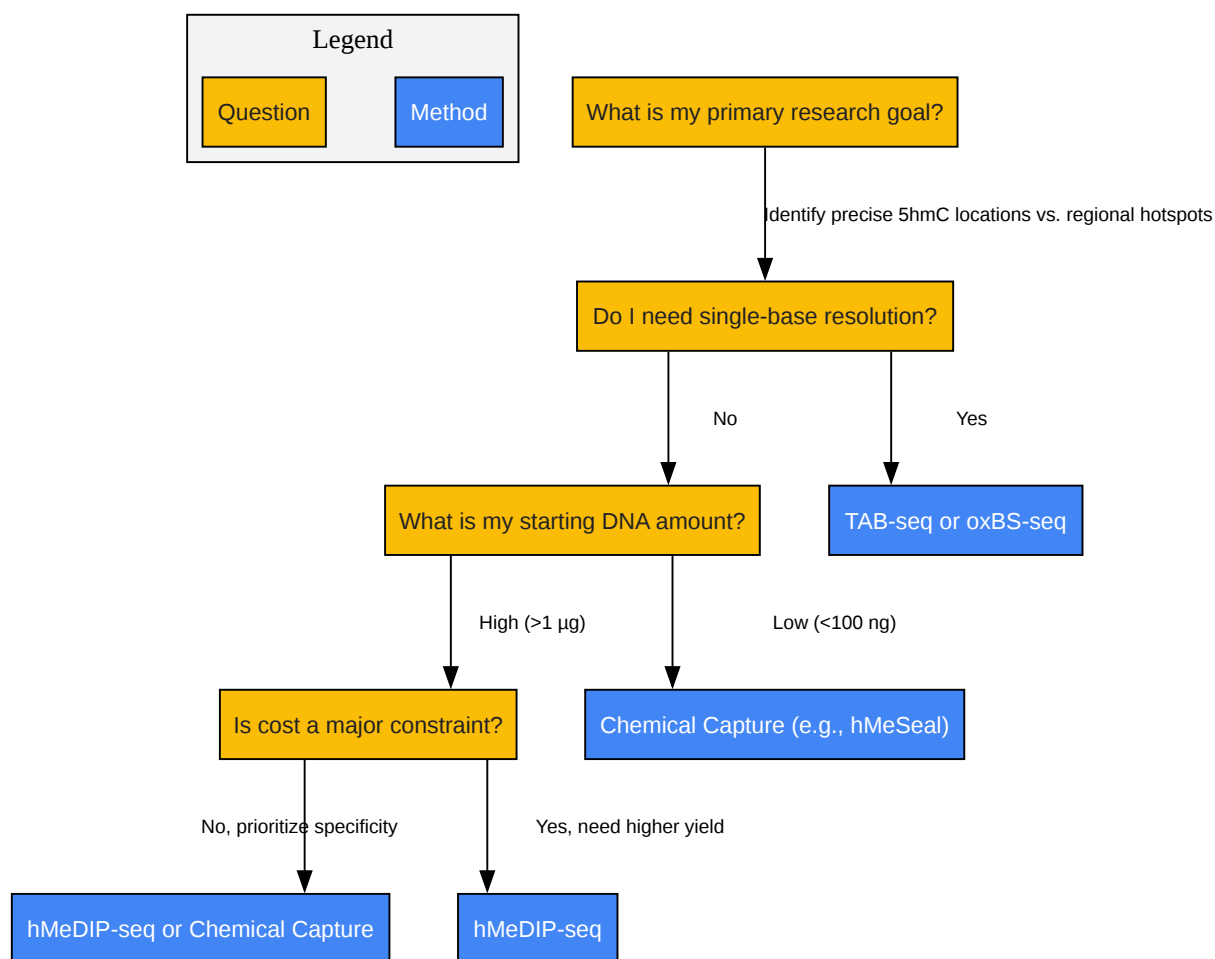 Legend
Question
Method
What is my primary research goal?
Identify precise 5hmC locations vs. regional hotspots
Do I need single-base resolution?
No
Yes
What is my starting DNA amount?
TAB-seq or oxBS-seq
High (>1 µg)
Low (<100 ng)
Is cost a major constraint?
Chemical Capture (e.g., hMeSeal)
No, prioritize specificity
Yes, need higher yield
hMeDIP-seq or Chemical Capture
hMeDIP-seq